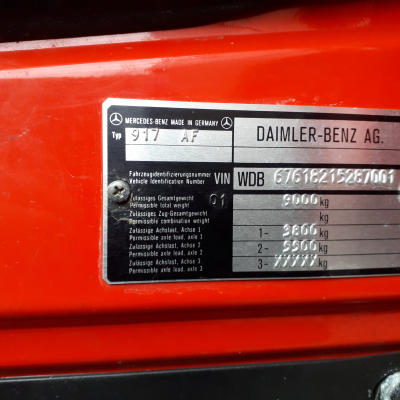 MERCEDES-BENZ MADE IN GERMANY
Typ 917 AF DAIMLER-BENZ AG.
Fahrzeugidentifizierungsnummer
Vehicle Identification Number VIN WDB 67618215287001
Zulässiges Gesamtgewicht 01 9000 kg
Permissible total weight
Zulässiges Zug-Gesamtgewicht kg
Permissible combination weight
Zulässige Achslast, Achse 1 1- 3800 kg
Permissible axle load, axle 1
Zulässige Achslast, Achse 2 2- 5900 kg
Permissible axle load, axle 2
Zulässige Achslast, Achse 3 3- XXXXX kg
Permissible axle load, axle 3